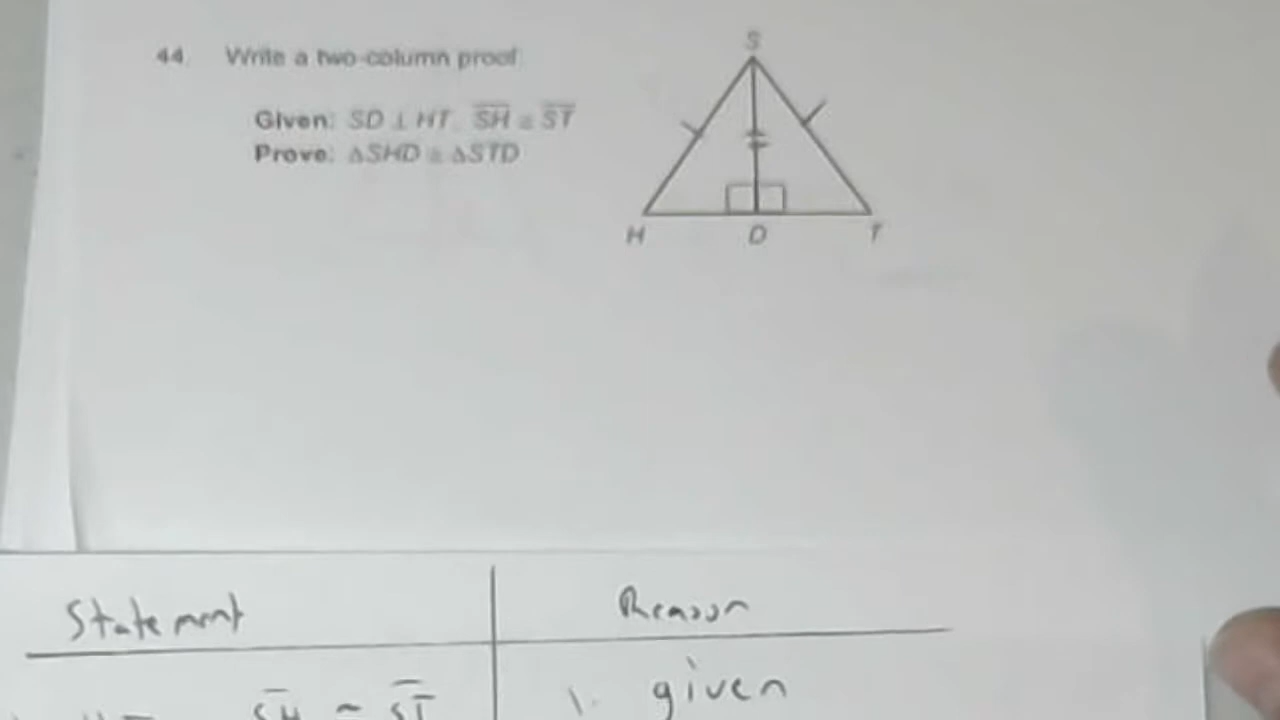 S
44. Write a two-column proof.
Given: SD ⊥ HT, SH ≅ ST
Prove: △SHD ≅ △STD
H D T
Statement Reason
SH ≅ ST 1. given